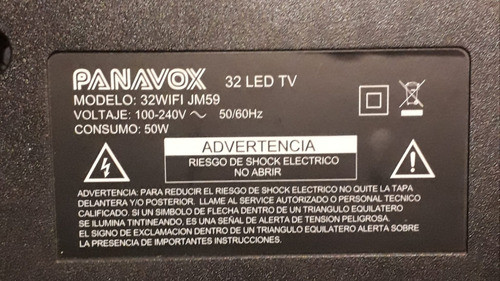 PANAVOX 32 LED TV
MODELO: 32WIFI JM59
VOLTAJE: 100-240V ~ 50/60Hz
CONSUMO: 50W
ADVERTENCIA
RIESGO DE SHOCK ELECTRICO
NO ABRIR
ADVERTENCIA: PARA REDUCIR EL RIESGO DE SHOCK ELECTRICO NO QUITE LA TAPA
DELANTERA Y/O POSTERIOR. LLAME AL SERVICIO AUTORIZADO O PERSONAL TECNICO
CALIFICADO. SI UN SIMBOLO DE FLECHA DENTRO DE UN TRIANGULO EQUILATERO
SE ILUMINA TINTINEANDO. ES UNA SEÑAL DE ALERTA DE TENSION PELIGROSA.
EL SIGNO DE EXCLAMACION DENTRO DE UN TRIANGULO EQUILATERO ALERTA SOBRE
LA PRESENCIA DE IMPORTANTES INSTRUCCIONES.